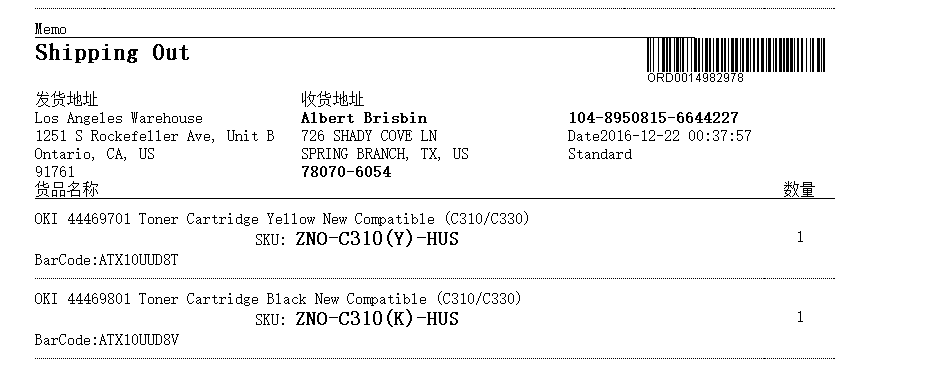 Memo
Shipping Out
ORD0014982978
发货地址
Los Angeles Warehouse
1251 S Rockefeller Ave, Unit B
Ontario, CA, US
91761
收货地址
Albert Brisbin
726 SHADY COVE LN
SPRING BRANCH, TX, US
78070-6054
104-8950815-6644227
Date2016-12-22 00:37:57
Standard
货品名称 数量
OKI 44469701 Toner Cartridge Yellow New Compatible (C310/C330)
SKU: ZNO-C310(Y)-HUS 1
BarCode:ATX10UUD8T
OKI 44469801 Toner Cartridge Black New Compatible (C310/C330)
SKU: ZNO-C310(K)-HUS 1
BarCode:ATX10UUD8V